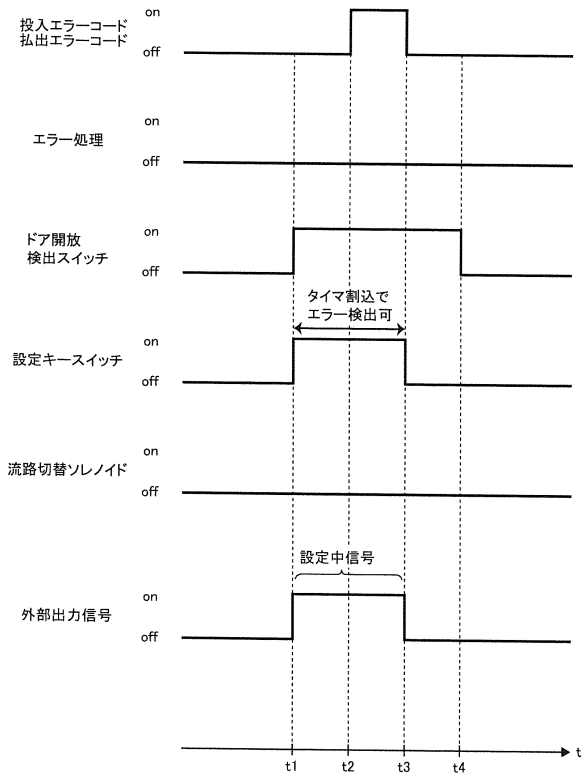 投入エラーコード
払出エラーコード
on
off
エラー処理
on
off
ドア開放
検出スイッチ
on
off
タイマ割込で
エラー検出可
設定キースイッチ
on
off
流路切替ソレノイド
on
off
設定中信号
外部出力信号
on
off
t1 t2 t3 t4 t